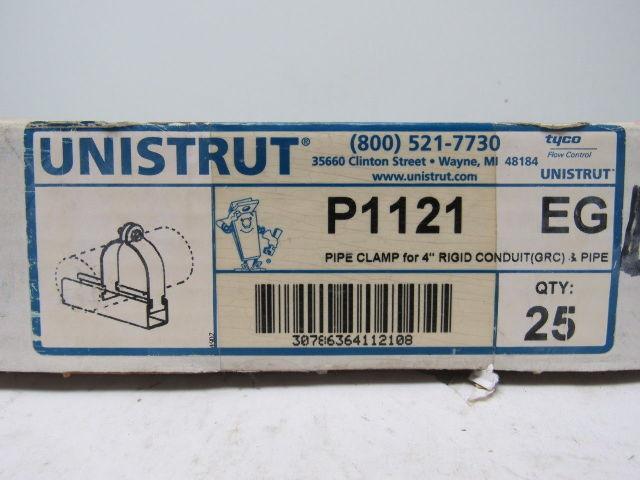 UNISTRUT®
(800) 521-7730
35660 Clinton Street • Wayne, MI 48184
www.unistrut.com
tyco
Flow Control
UNISTRUT
P1121 EG
PIPE CLAMP for 4" RIGID CONDUIT(GRC) & PIPE
QTY:
25
30786364112108